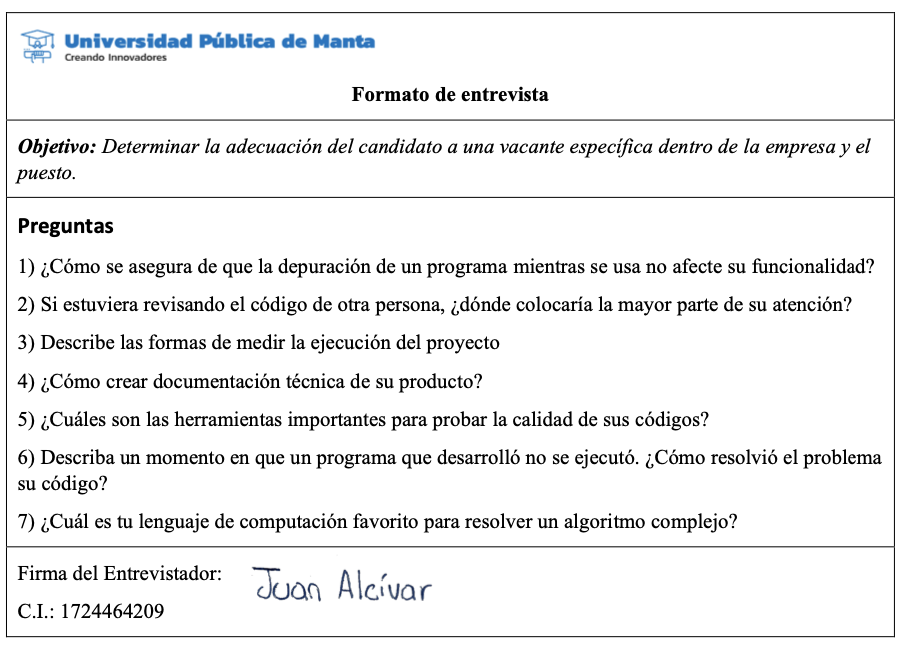 Universidad Pública de Manta
Creando Innovadores
Formato de entrevista
Objetivo: Determinar la adecuación del candidato a una vacante específica dentro de la empresa y el
puesto.
Preguntas
1) ¿Cómo se asegura de que la depuración de un programa mientras se usa no afecte su funcionalidad?
2) Si estuviera revisando el código de otra persona, ¿dónde colocaría la mayor parte de su atención?
3) Describe las formas de medir la ejecución del proyecto
4) ¿Cómo crear documentación técnica de su producto?
5) ¿Cuáles son las herramientas importantes para probar la calidad de sus códigos?
6) Describa un momento en que un programa que desarrolló no se ejecutó. ¿Cómo resolvió el problema
su código?
7) ¿Cuál es tu lenguaje de computación favorito para resolver un algoritmo complejo?
Firma del Entrevistador: Juan Alcívar
C.I.: 1724464209